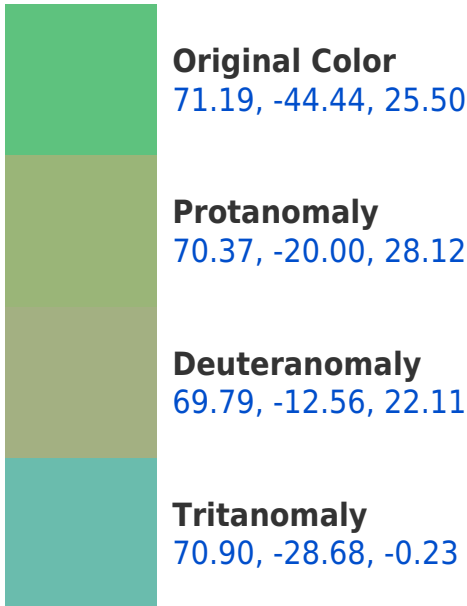 Original Color
71.19, -44.44, 25.50
Protanomaly
70.37, -20.00, 28.12
Deuteranomaly
69.79, -12.56, 22.11
Tritanomaly
70.90, -28.68, -0.23